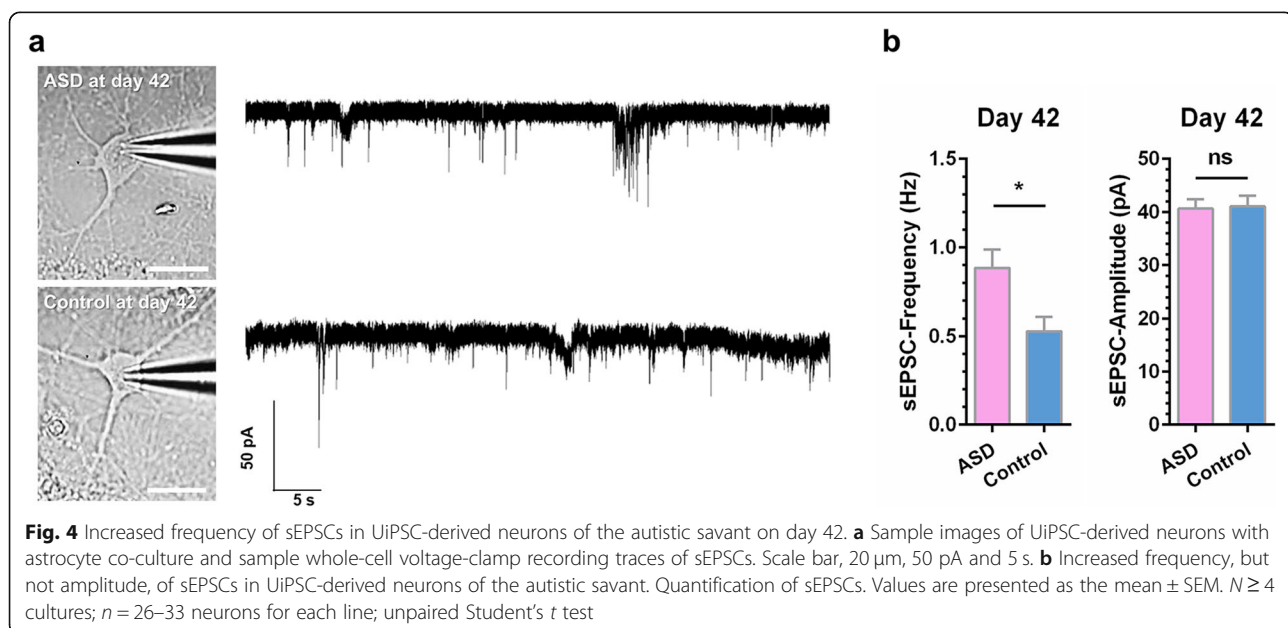 a
ASD at day 42
Control at day 42
50 pA
5 s
b
Day 42
sEPSC-Frequency (Hz)
1.5
1.0
0.5
0.0
*
ASD
Control
Day 42
sEPSC-Amplitude (pA)
50
40
30
20
10
0
ns
ASD
Control
Fig. 4 Increased frequency of sEPSCs in UiPSC-derived neurons of the autistic savant on day 42. a Sample images of UiPSC-derived neurons with
astrocyte co-culture and sample whole-cell voltage-clamp recording traces of sEPSCs. Scale bar, 20 μm, 50 pA and 5 s. b Increased frequency, but
not amplitude, of sEPSCs in UiPSC-derived neurons of the autistic savant. Quantification of sEPSCs. Values are presented as the mean ± SEM. N ≥ 4
cultures; n = 26–33 neurons for each line; unpaired Student's t test